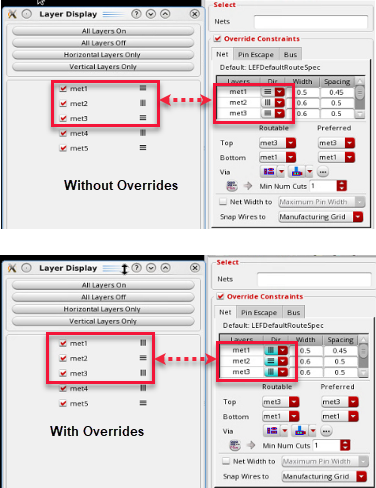 Layer Display
All Layers On
All Layers Off
Horizontal Layers Only
Vertical Layers Only
met1
met2
met3
met4
met5
Without Overrides
Select
Nets
Override Constraints
Net Pin Escape Bus
Default: LEFDefaultRouteSpec
Layers Dir Width Spacing
met1 0.5 0.45
met2 0.6 0.5
met3 0.6 0.5
Routable Preferred
Top met3 met3
Bottom met1 met1
Via ...
Min Num Cuts 1
Net Width to Maximum Pin Width
Snap Wires to Manufacturing Grid
Layer Display
All Layers On
All Layers Off
Horizontal Layers Only
Vertical Layers Only
met1
met2
met3
met4
met5
With Overrides
Select
Nets
Override Constraints
Net Pin Escape Bus
Default: LEFDefaultRouteSpec
Layers Dir Width Spacing
met1 0.5 0.45
met2 0.6 0.5
met3 0.6 0.5
Routable Preferred
Top met3 met3
Bottom met1 met1
Via ...
Min Num Cuts 1
Net Width to Maximum Pin Width
Snap Wires to Manufacturing Grid